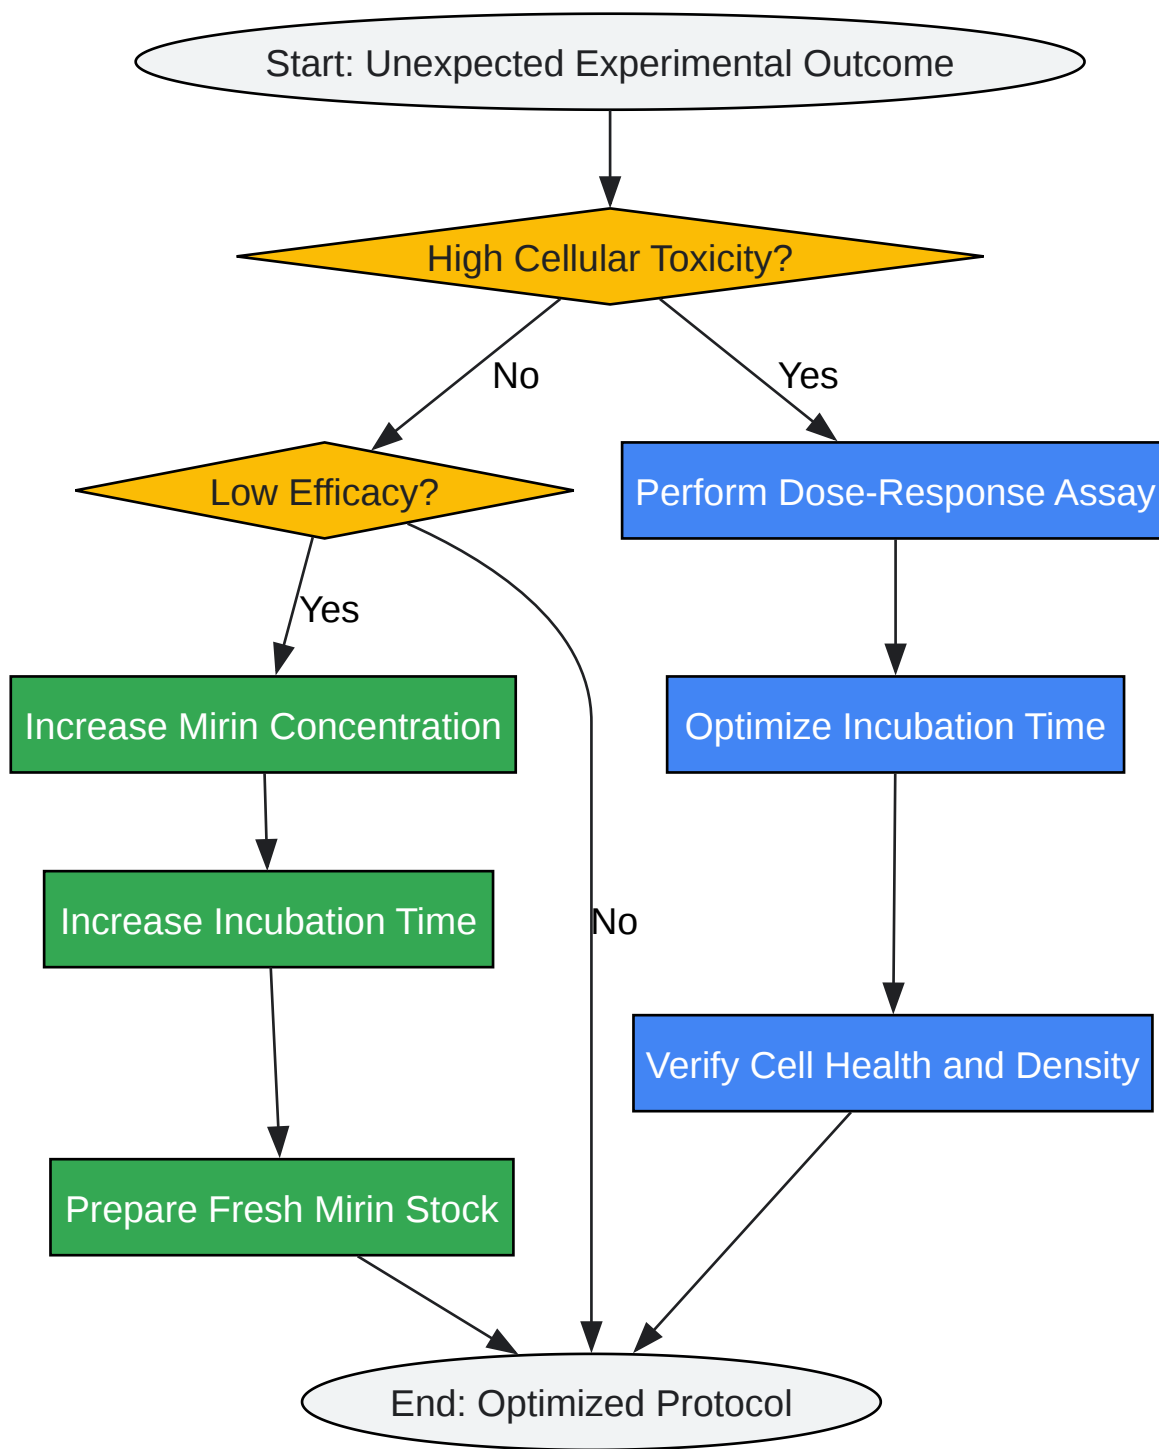 Start: Unexpected Experimental Outcome
High Cellular Toxicity?
No
Yes
Low Efficacy?
Perform Dose-Response Assay
Yes
Increase Mirin Concentration
Optimize Incubation Time
Increase Incubation Time
No
Verify Cell Health and Density
Prepare Fresh Mirin Stock
End: Optimized Protocol